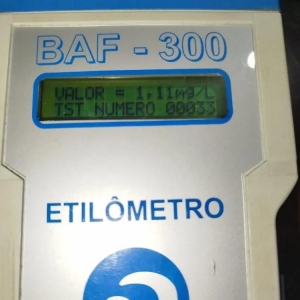 BAF - 300
VALOR = 1,11mg/L
TST NUMERO 00033
ETILÔMETRO